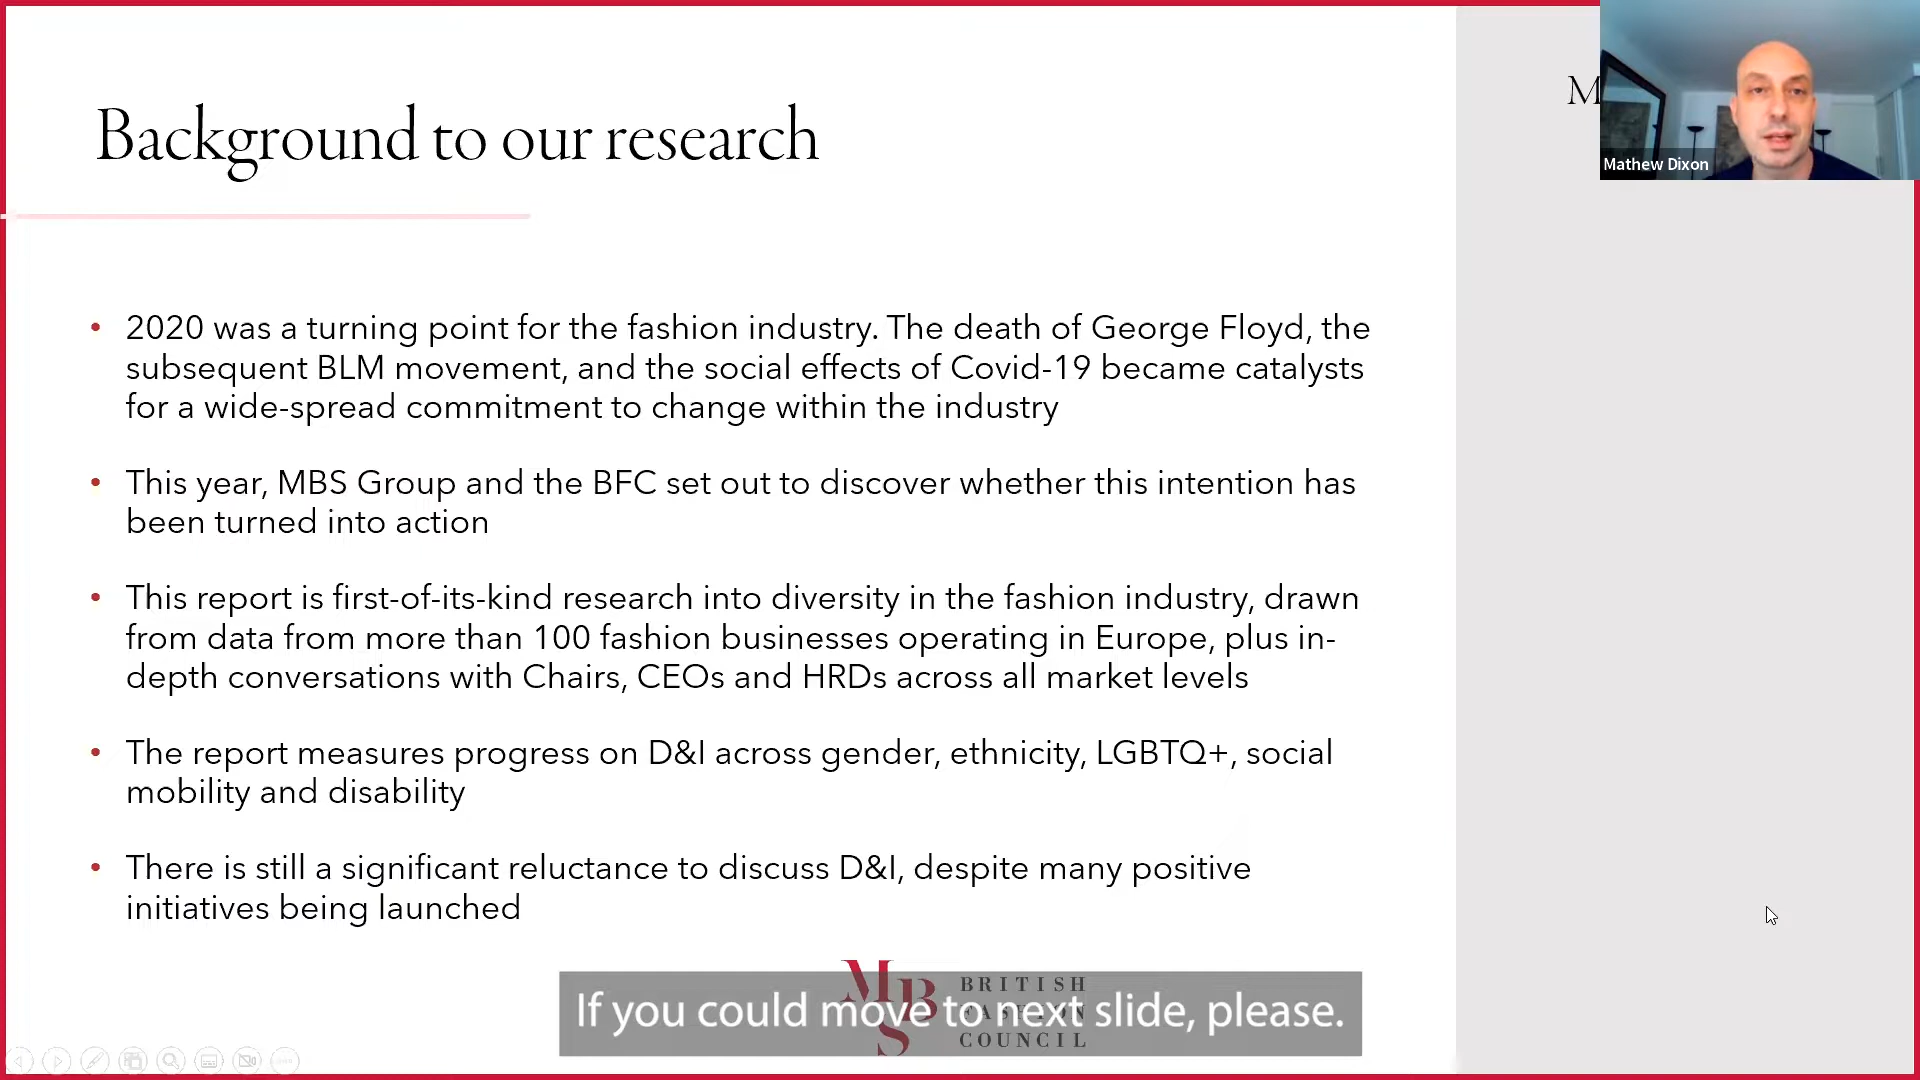 Background to our research
M
Mathew Dixon
• 2020 was a turning point for the fashion industry. The death of George Floyd, the
subsequent BLM movement, and the social effects of Covid-19 became catalysts
for a wide-spread commitment to change within the industry
• This year, MBS Group and the BFC set out to discover whether this intention has
been turned into action
• This report is first-of-its-kind research into diversity in the fashion industry, drawn
from data from more than 100 fashion businesses operating in Europe, plus in-
depth conversations with Chairs, CEOs and HRDs across all market levels
• The report measures progress on D&I across gender, ethnicity, LGBTQ+, social
mobility and disability
• There is still a significant reluctance to discuss D&I, despite many positive
initiatives being launched
MBS
BRITISH
FASHION
COUNCIL
If you could move to next slide, please.